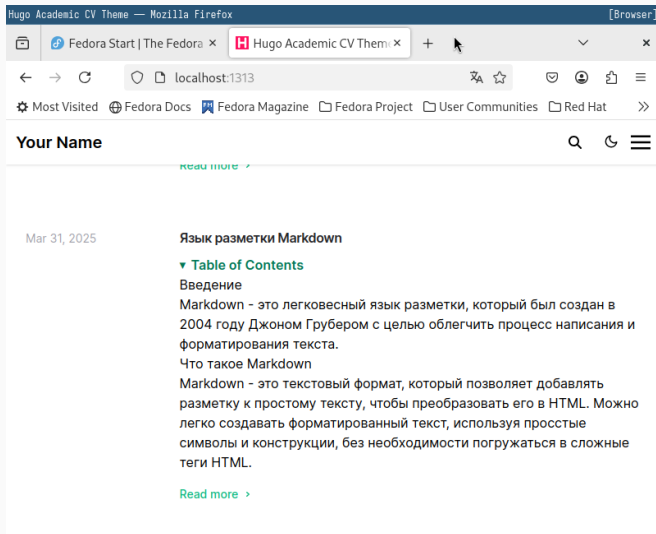 Hugo Academic CV Theme — Mozilla Firefox [Browser]
Fedora Start | The Fedora × Hugo Academic CV Theme × +
localhost:1313
Most Visited Fedora Docs Fedora Magazine Fedora Project User Communities Red Hat
Your Name
Read more ›
Mar 31, 2025 Язык разметки Markdown
▾ Table of Contents
Введение
Markdown - это легковесный язык разметки, который был создан в
2004 году Джоном Грубером с целью облегчить процесс написания и
форматирования текста.
Что такое Markdown
Markdown - это текстовый формат, который позволяет добавлять
разметку к простому тексту, чтобы преобразовать его в HTML. Можно
легко создавать форматированный текст, используя просстые
символы и конструкции, без необходимости погружаться в сложные
теги HTML.
Read more ›